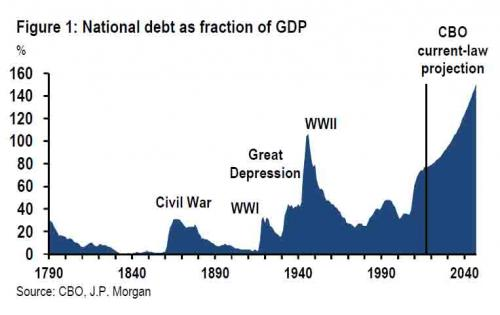 Figure 1: National debt as fraction of GDP
%
CBO
current-law
projection
160
140
120
100
80
60
40
20
0
WWII
Great
Depression
Civil War
WWI
1790 1840 1890 1940 1990 2040
Source: CBO, J.P. Morgan